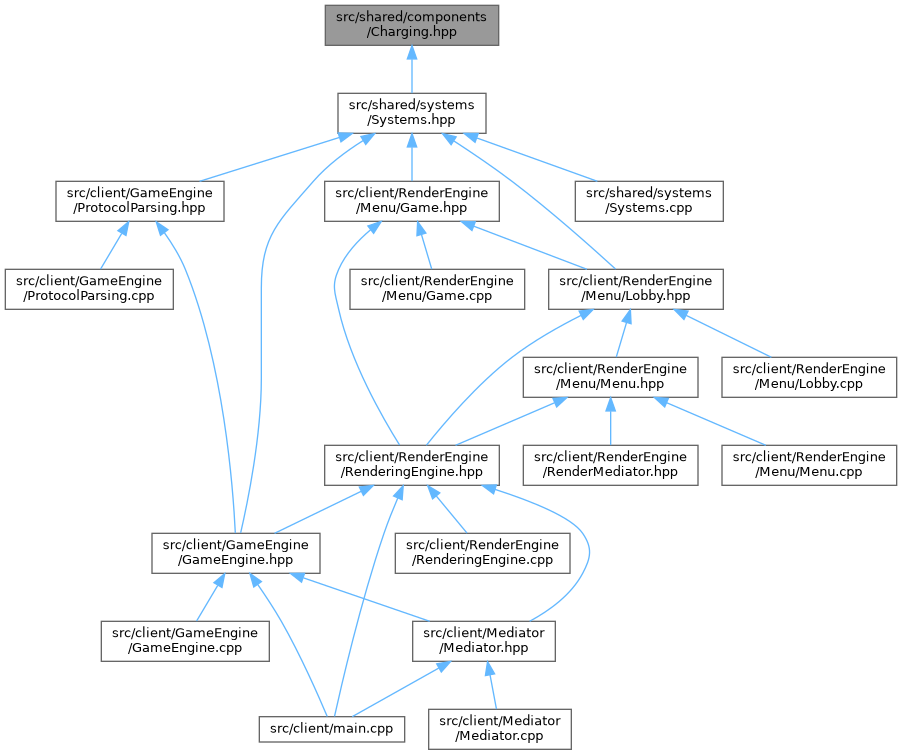 src/shared/components
/Charging.hpp
src/shared/systems
/Systems.hpp
src/client/GameEngine
/ProtocolParsing.hpp
src/client/RenderEngine
/Menu/Game.hpp
src/shared/systems
/Systems.cpp
src/client/GameEngine
/ProtocolParsing.cpp
src/client/RenderEngine
/Menu/Game.cpp
src/client/RenderEngine
/Menu/Lobby.hpp
src/client/RenderEngine
/Menu/Menu.hpp
src/client/RenderEngine
/Menu/Lobby.cpp
src/client/RenderEngine
/RenderingEngine.hpp
src/client/RenderEngine
/RenderMediator.hpp
src/client/RenderEngine
/Menu/Menu.cpp
src/client/GameEngine
/GameEngine.hpp
src/client/RenderEngine
/RenderingEngine.cpp
src/client/GameEngine
/GameEngine.cpp
src/client/Mediator
/Mediator.hpp
src/client/main.cpp
src/client/Mediator
/Mediator.cpp